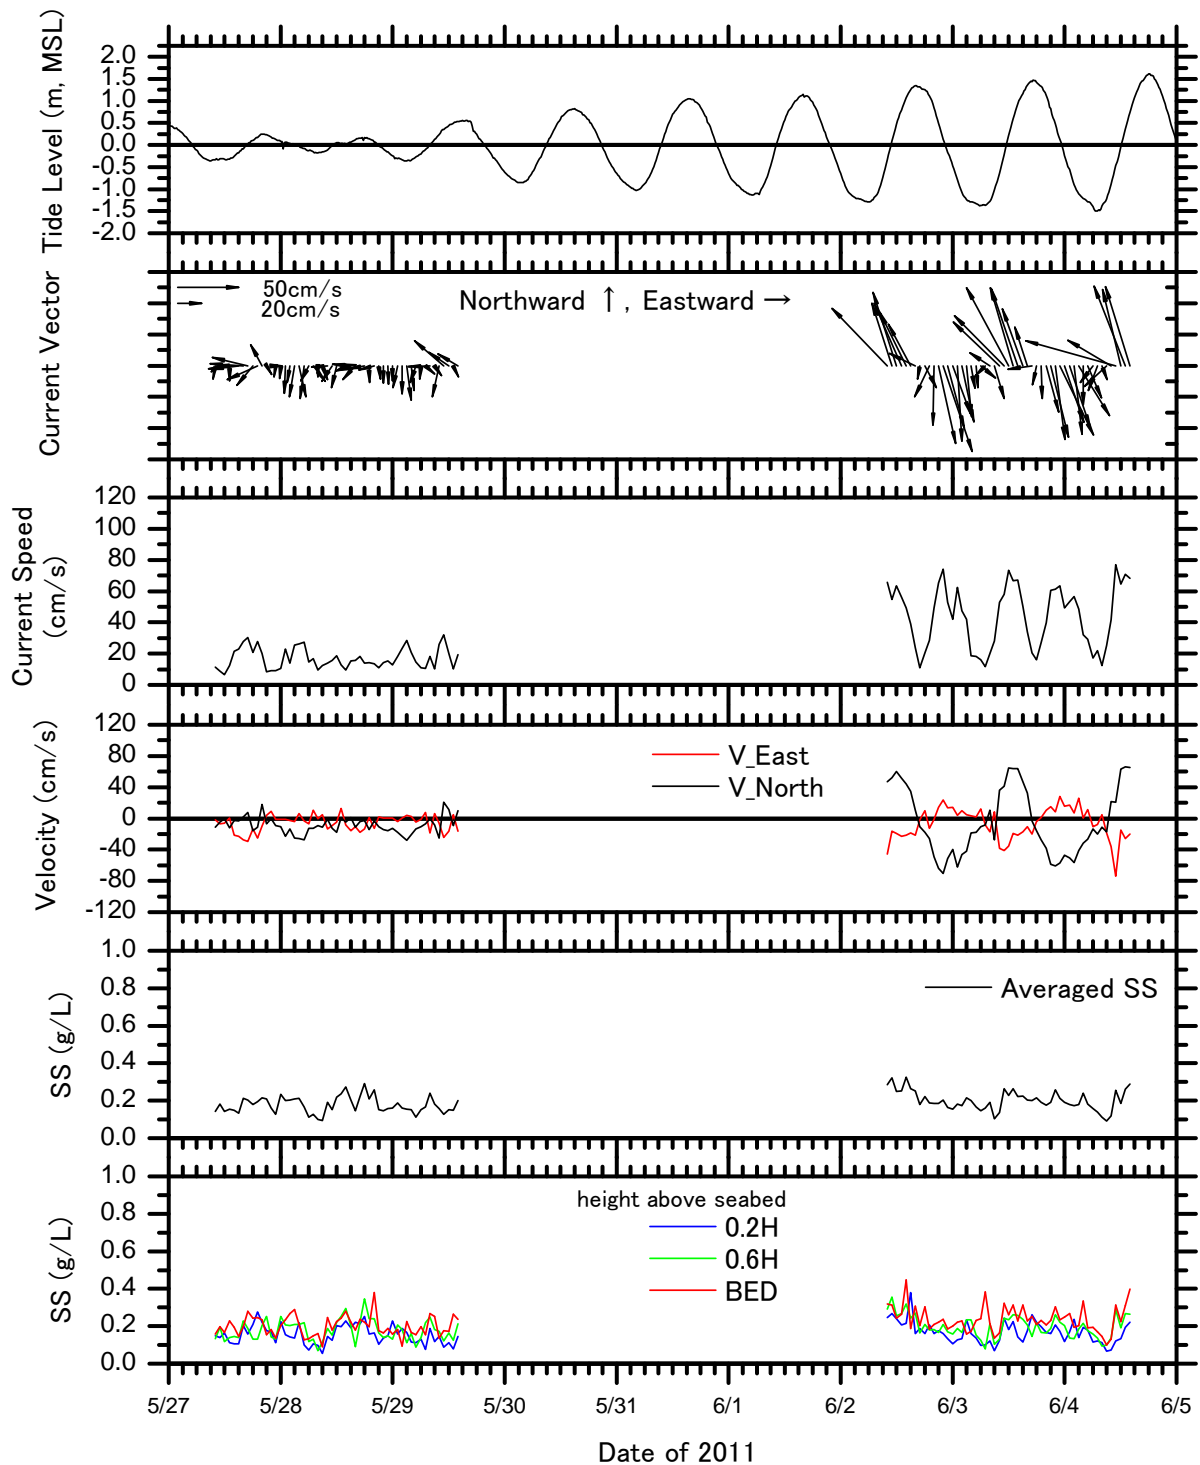 Tide Level (m, MSL)
2.0
1.5
1.0
0.5
0.0
-0.5
-1.0
-1.5
-2.0
Current Vector
50cm/s
20cm/s
Northward ↑, Eastward →
Current Speed
(cm/s)
120
100
80
60
40
20
0
Velocity (cm/s)
120
80
40
0
-40
-80
-120
V_East
V_North
SS (g/L)
1.0
0.8
0.6
0.4
0.2
0.0
Averaged SS
SS (g/L)
1.0
0.8
0.6
0.4
0.2
0.0
height above seabed
0.2H
0.6H
BED
5/27 5/28 5/29 5/30 5/31 6/1 6/2 6/3 6/4 6/5
Date of 2011